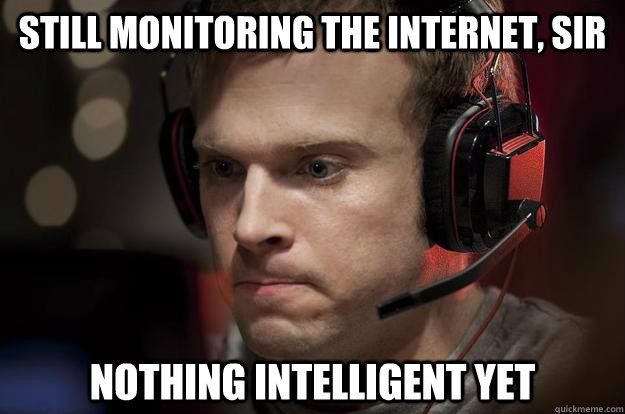 STILL MONITORING THE INTERNET, SIR
NOTHING INTELLIGENT YET
quickmeme.com